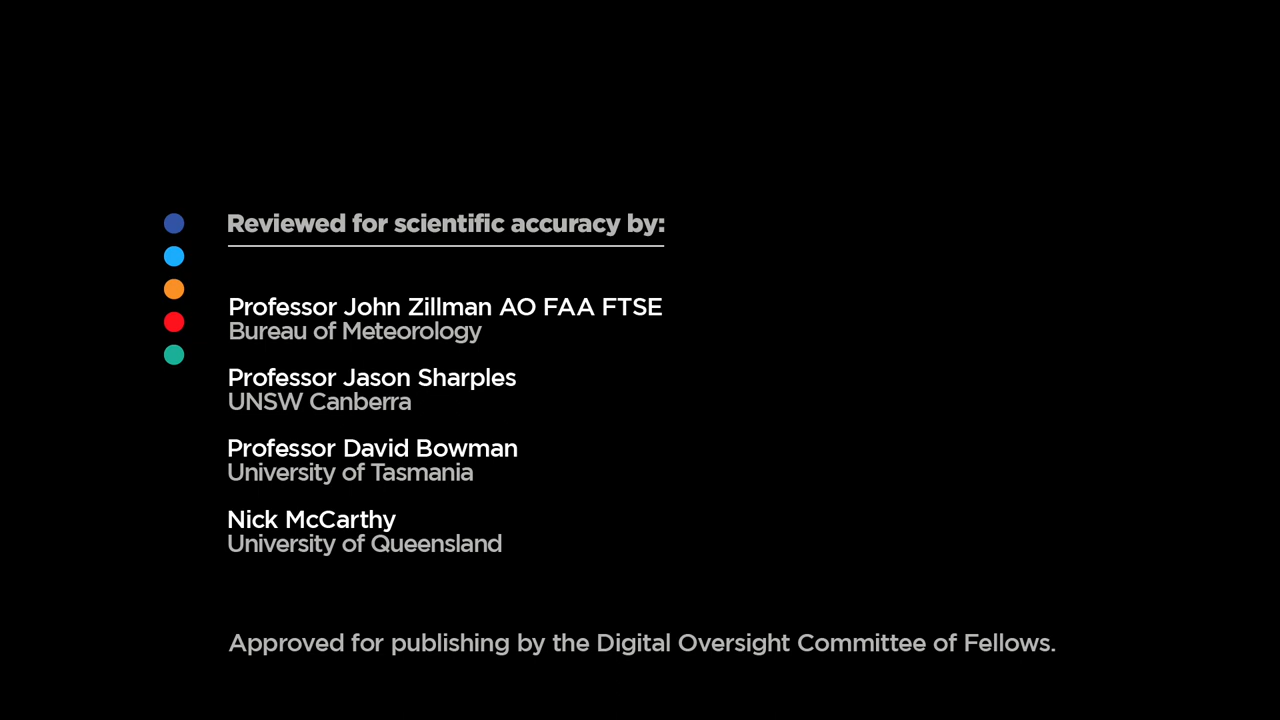 Reviewed for scientific accuracy by:
Professor John Zillman AO FAA FTSE
Bureau of Meteorology
Professor Jason Sharples
UNSW Canberra
Professor David Bowman
University of Tasmania
Nick McCarthy
University of Queensland
Approved for publishing by the Digital Oversight Committee of Fellows.